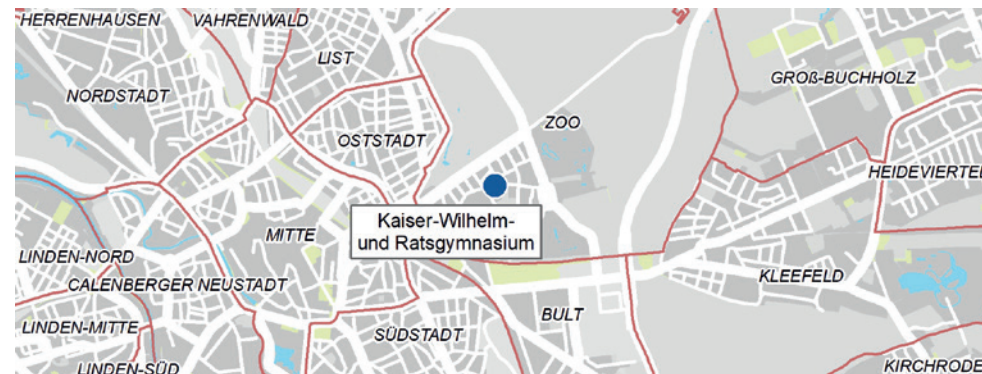 HERRENHAUSEN
VAHRENWALD
LIST
GROß-BUCHHOLZ
NORDSTADT
ZOO
OSTSTADT
HEIDEVIERTEL
Kaiser-Wilhelm-
und Ratsgymnasium
MITTE
LINDEN-NORD
KLEEFELD
CALENBERGER NEUSTADT
BULT
LINDEN-MITTE
SÜDSTADT
LINDEN-SÜD
KIRCHRODE